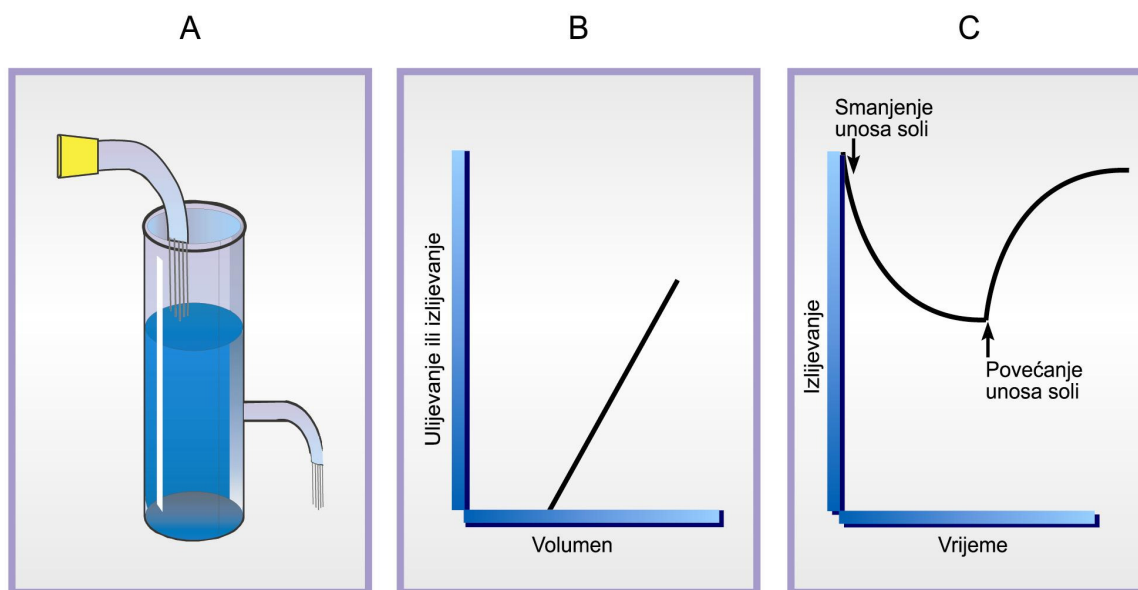 A
B
C
Ulijevanje ili izlijevanje
Volumen
Smanjenje
unosa soli
Izlijevanje
Povećanje
unosa soli
Vrijeme